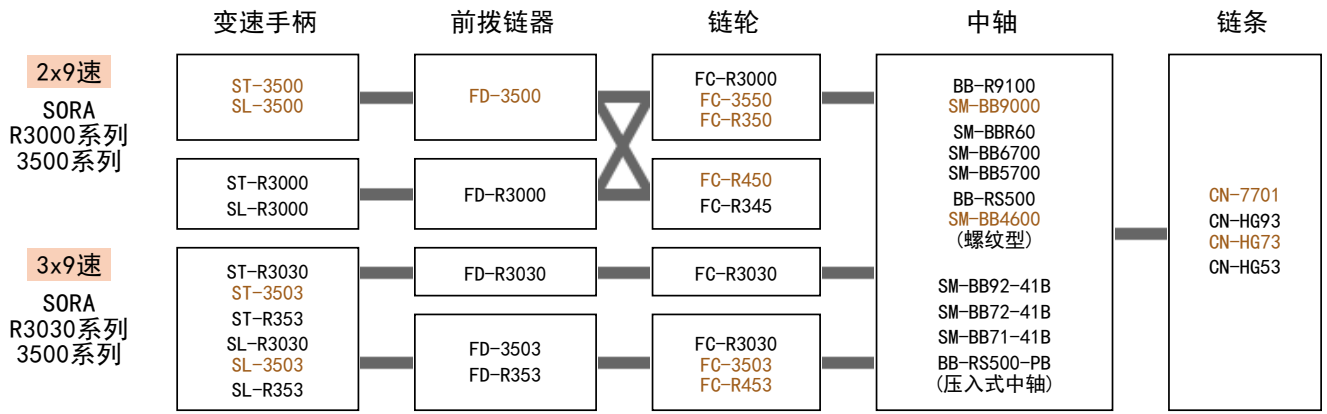 变速手柄
前拨链器
链轮
中轴
链条
2x9速
SORA
R3000系列
3500系列
ST-3500
SL-3500
FD-3500
FC-R3000
FC-3550
FC-R350
ST-R3000
SL-R3000
FD-R3000
FC-R450
FC-R345
3x9速
SORA
R3030系列
3500系列
ST-R3030
ST-3503
ST-R353
SL-R3030
SL-3503
SL-R353
FD-R3030
FC-R3030
FD-3503
FD-R353
FC-R3030
FC-3503
FC-R453
BB-R9100
SM-BB9000
SM-BBR60
SM-BB6700
SM-BB5700
BB-RS500
SM-BB4600
(螺纹型)
SM-BB92-41B
SM-BB72-41B
SM-BB71-41B
BB-RS500-PB
(压入式中轴)
CN-7701
CN-HG93
CN-HG73
CN-HG53